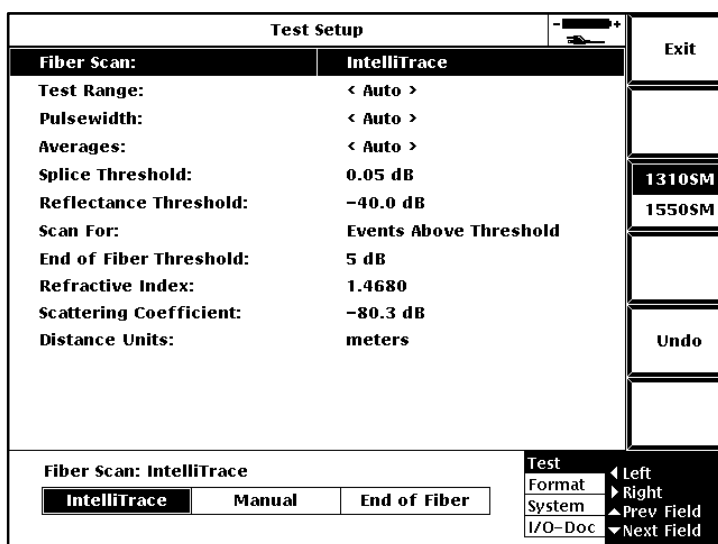 Test Setup
- +
Exit
Fiber Scan: IntelliTrace
Test Range: < Auto >
Pulsewidth: < Auto >
Averages: < Auto >
Splice Threshold: 0.05 dB
Reflectance Threshold: -40.0 dB
Scan For: Events Above Threshold
End of Fiber Threshold: 5 dB
Refractive Index: 1.4680
Scattering Coefficient: -80.3 dB
Distance Units: meters
1310SM
1550SM
Undo
Fiber Scan: IntelliTrace
IntelliTrace Manual End of Fiber
Test
Format
System
I/O-Doc
Left
Right
Prev Field
Next Field